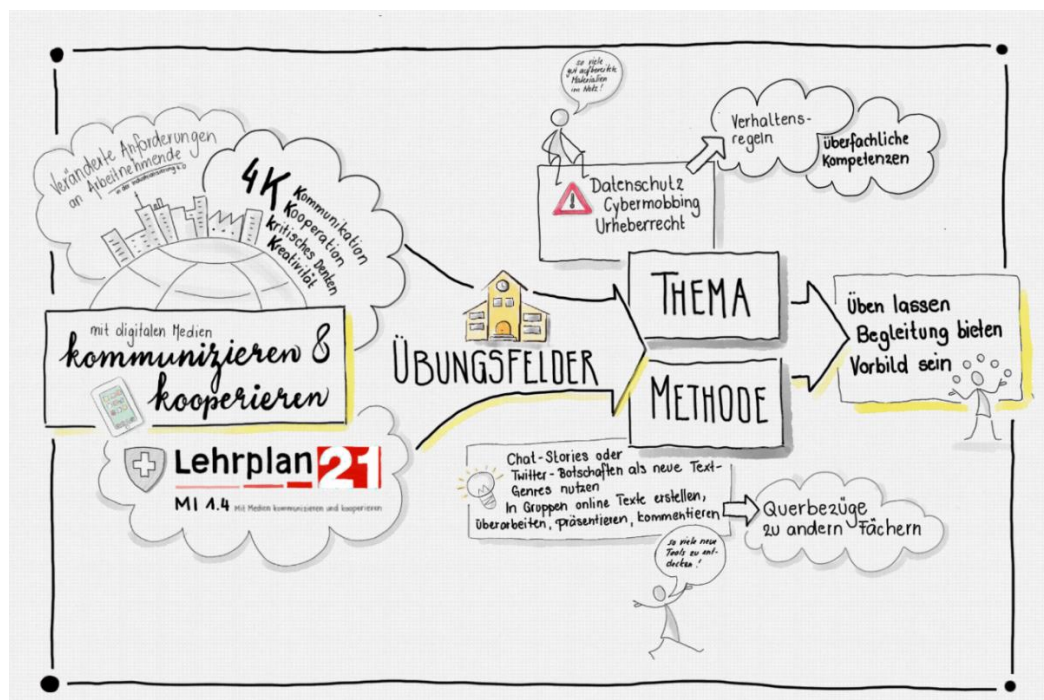 Veränderte Anforderungen
an Arbeitnehmende
4K
Kommunikation
Kooperation
kritisches Denken
Kreativität
mit digitalen Medien
kommunizieren &
kooperieren
Lehrplan 21
MI 1.4 Mit Medien kommunizieren und kooperieren
ÜBUNGSFELDER
so viele
gut aufbereitete
Materialien
im Netz!
Datenschutz
Cybermobbing
Urheberrecht
Verhaltens-
regeln
überfachliche
Kompetenzen
THEMA
METHODE
Chat-Stories oder
Twitter-Botschaften als neue Text-
Genres nutzen
In Gruppen online Texte erstellen,
überarbeiten, präsentieren, kommentieren
so viele neue
Tools zu ent-
decken!
Querbezüge
zu andern Fächern
Üben lassen
Begleitung bieten
Vorbild sein